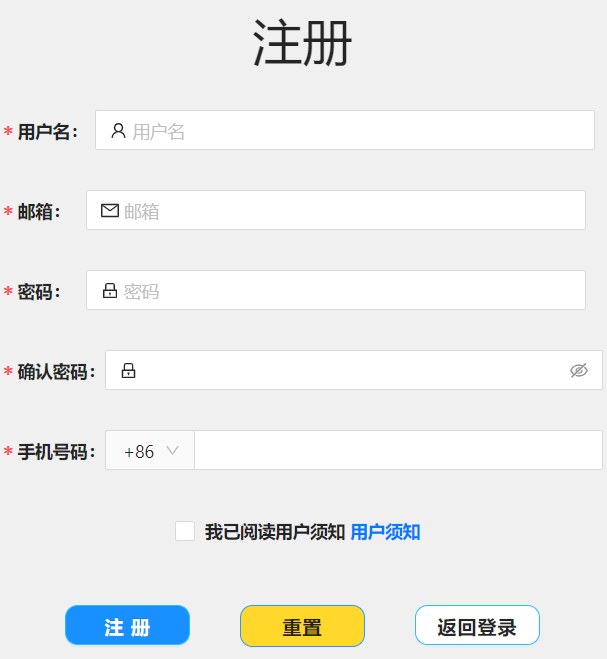 注册
* 用户名： 用户名
* 邮箱： 邮箱
* 密码： 密码
* 确认密码：
* 手机号码： +86
我已阅读用户须知 用户须知
注 册 重置 返回登录